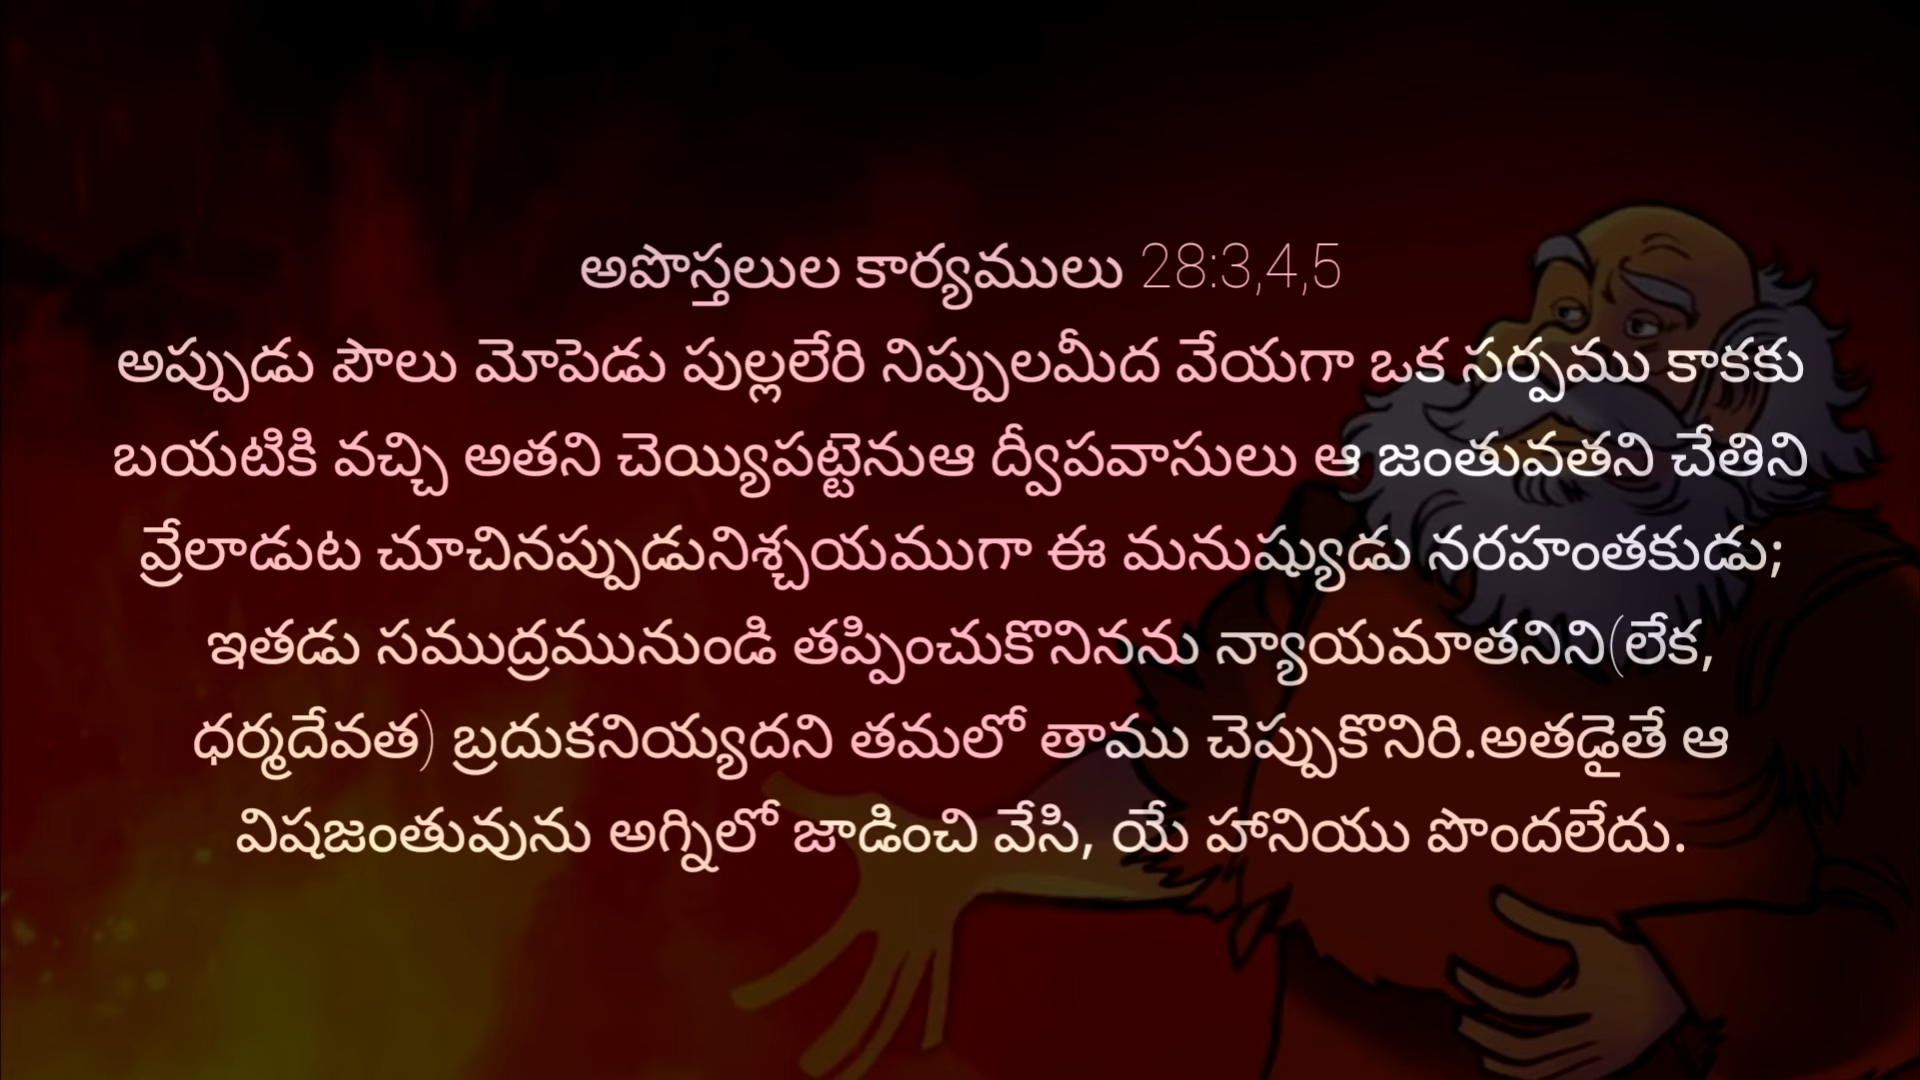 అపొస్తలుల కార్యములు 28:3,4,5
అప్పుడు పౌలు మోపెడు పుల్లలేరి నిప్పులమీద వేయగా ఒక సర్పము కాకకు
బయటికి వచ్చి అతని చెయ్యిపట్టెనుఆ ద్వీపవాసులు ఆ జంతువతని చేతిని
వ్రేలాడుట చూచినప్పుడునిశ్చయముగా ఈ మనుష్యుడు నరహంతకుడు;
ఇతడు సముద్రమునుండి తప్పించుకొనినను న్యాయమాతనిని(లేక,
ధర్మదేవత) బ్రదుకనియ్యదని తమలో తాము చెప్పుకొనిరి.అతడైతే ఆ
విషజంతువును అగ్నిలో జాడించి వేసి, యే హానియు పొందలేదు.